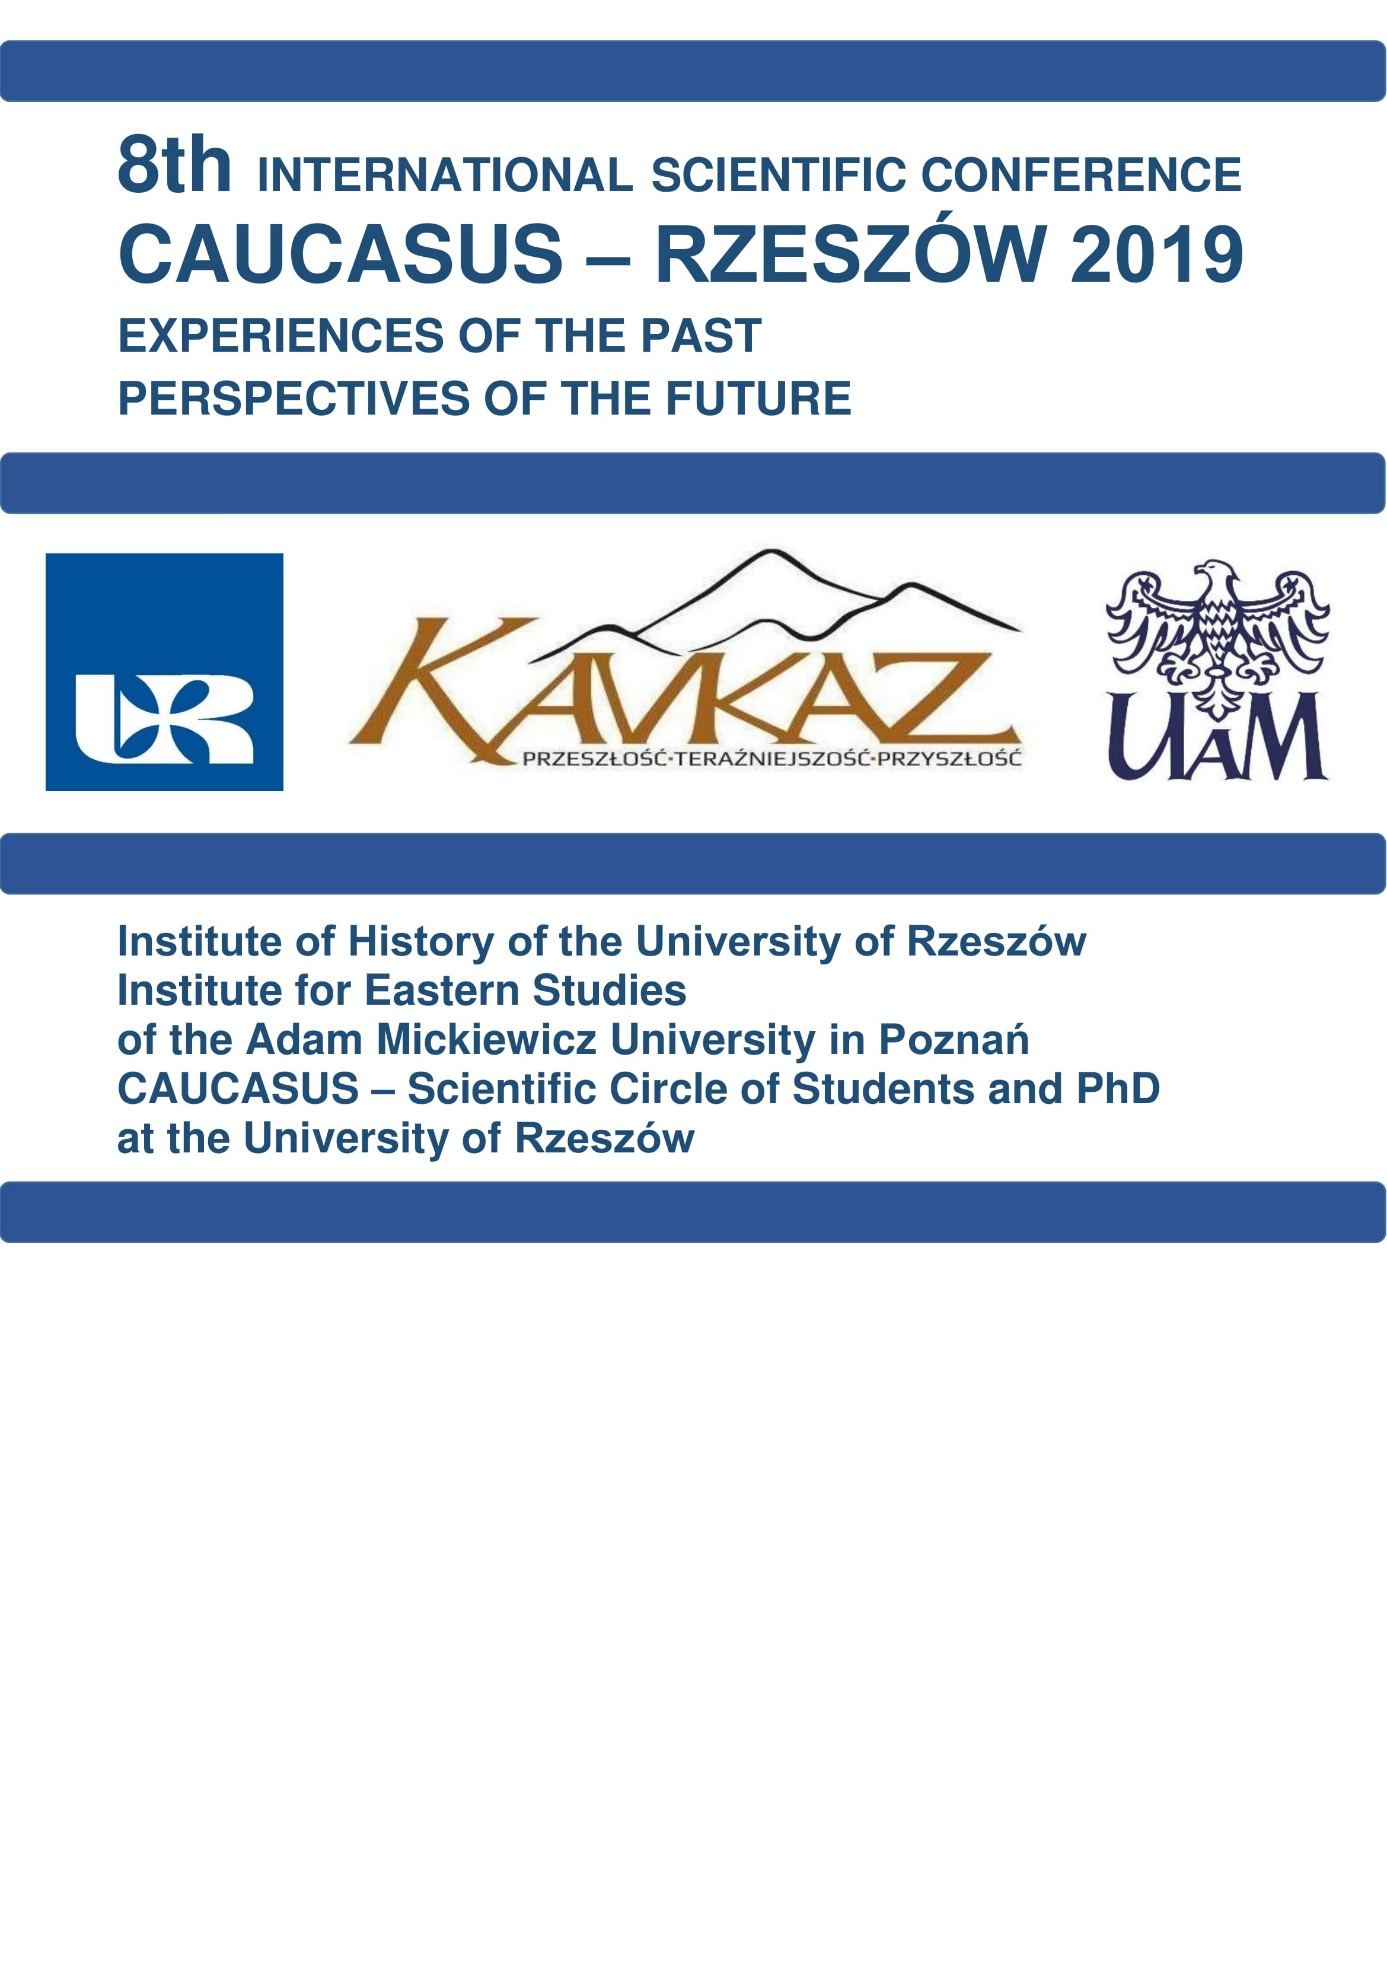 8th INTERNATIONAL SCIENTIFIC CONFERENCE
CAUCASUS – RZESZÓW 2019
EXPERIENCES OF THE PAST
PERSPECTIVES OF THE FUTURE
UR
KAVKAZ
PRZESZŁOŚĆ·TERAŹNIEJSZOŚĆ·PRZYSZŁOŚĆ
UAM
Institute of History of the University of Rzeszów
Institute for Eastern Studies
of the Adam Mickiewicz University in Poznań
CAUCASUS – Scientific Circle of Students and PhD
at the University of Rzeszów